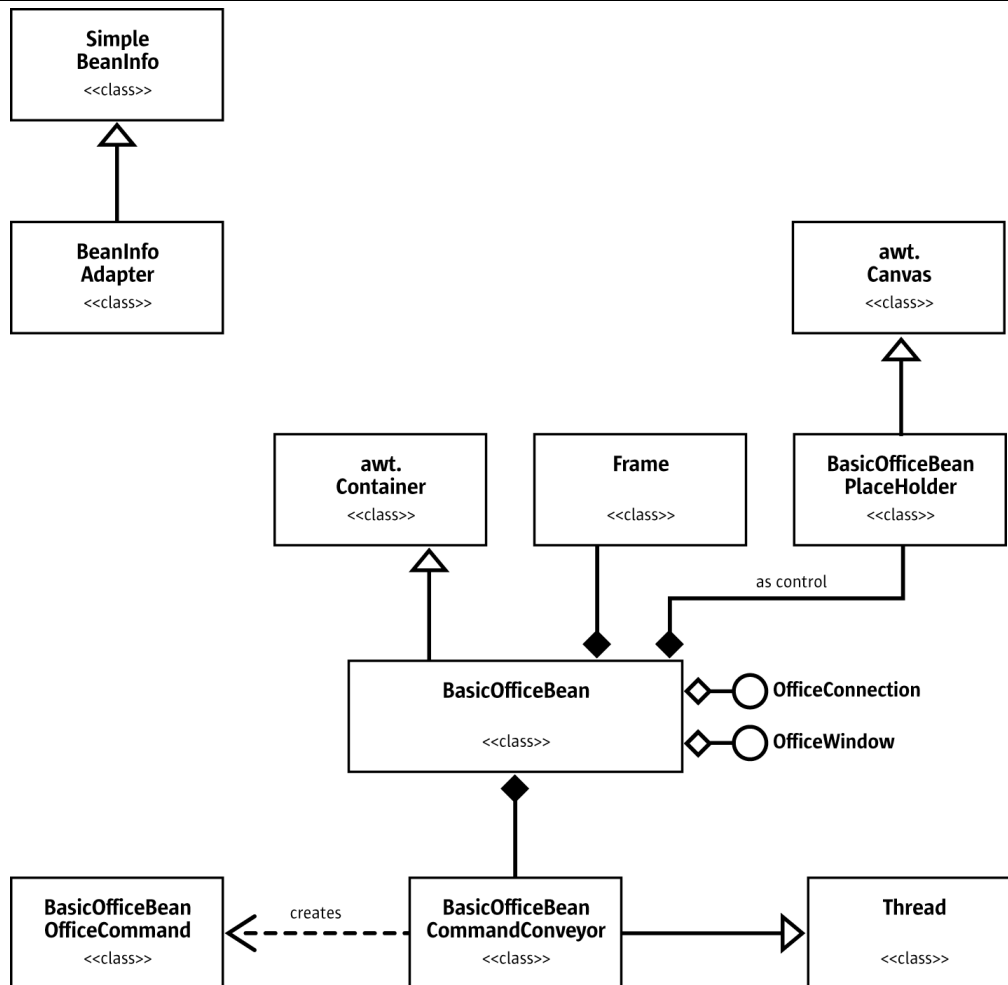 Simple
BeanInfo
<<class>>
BeanInfo
Adapter
<<class>>
awt.
Canvas
<<class>>
awt.
Container
<<class>>
Frame
<<class>>
BasicOfficeBean
PlaceHolder
<<class>>
as control
BasicOfficeBean
<<class>>
OfficeConnection
OfficeWindow
BasicOfficeBean
OfficeCommand
<<class>>
creates
BasicOfficeBean
CommandConveyor
<<class>>
Thread
<<class>>